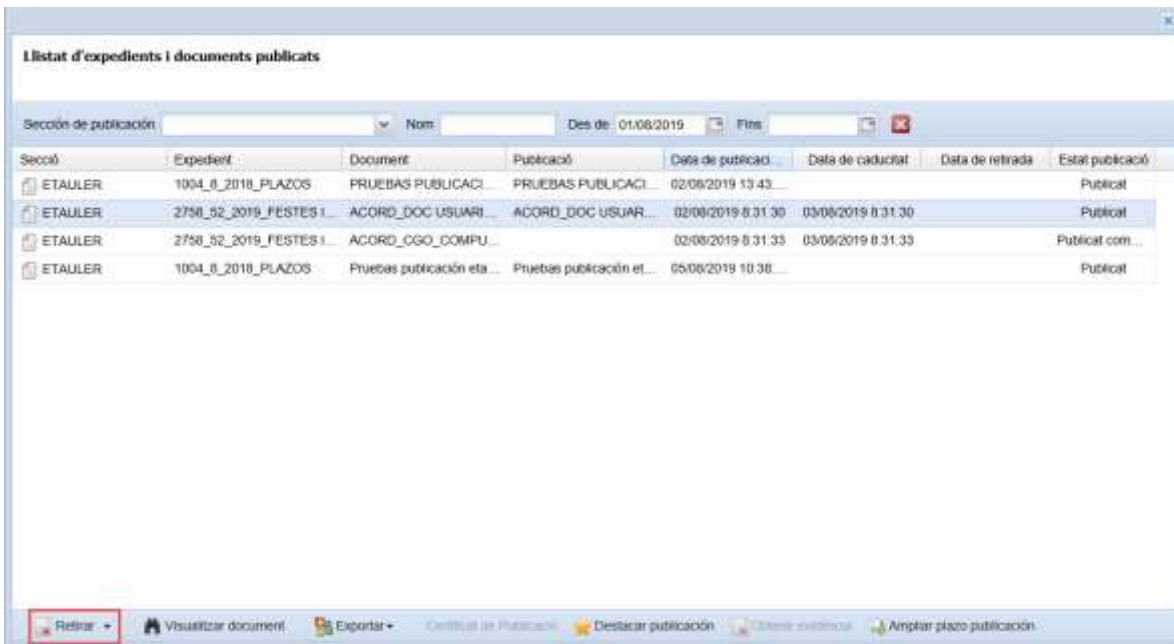 Llistat d'expedients i documents publicats
Sección de publicación Nom Des de 01/08/2019 Fins
Secció Expedient Document Publicació Data de publicaci... Data de caducitat Data de retirada Estat publicació
ETAULER 1004_8_2018_PLAZOS PRUEBAS PUBLICACI... PRUEBAS PUBLICACI... 02/08/2019 13:43:... Publicat
ETAULER 2758_52_2019_FESTES I... ACORD_DOC USUARI... ACORD_DOC USUAR... 02/08/2019 8:31:30 03/08/2019 8:31:30 Publicat
ETAULER 2758_52_2019_FESTES I... ACORD_CGO_COMPU... 02/08/2019 8:31:33 03/08/2019 8:31:33 Publicat com...
ETAULER 1004_8_2018_PLAZOS Pruebas publicación eta... Pruebas publicación et... 05/08/2019 10:38:... Publicat
Retirar Visualitzar document Exportar Certificat de Publicació Destacar publicación Obtenir evidència Ampliar plazo publicación